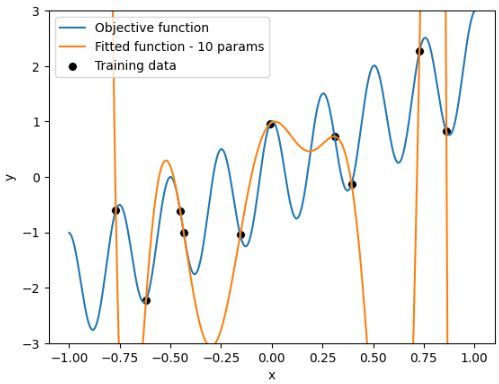 Objective function
Fitted function - 10 params
Training data
3
2
1
0
−1
−2
−3
y
−1.00 −0.75 −0.50 −0.25 0.00 0.25 0.50 0.75 1.00
x